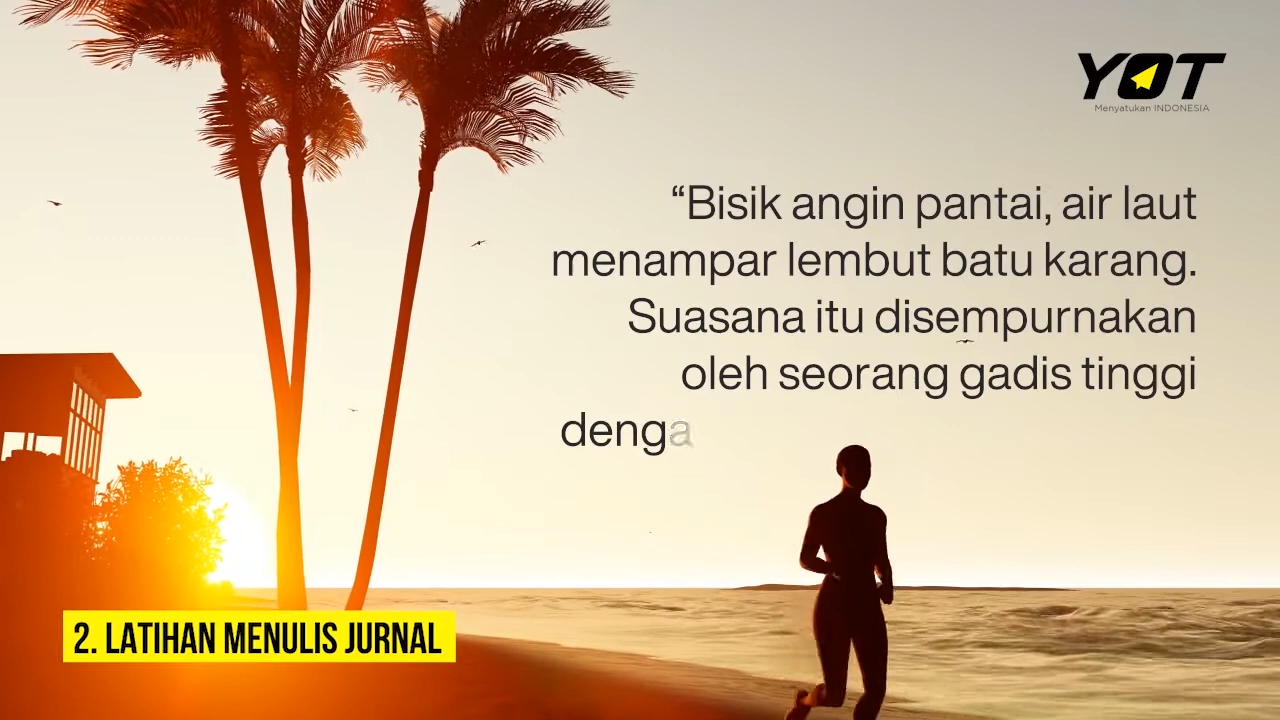 YOT
Menyatukan INDONESIA
“Bisik angin pantai, air laut
menampar lembut batu karang.
Suasana itu disempurnakan
oleh seorang gadis tinggi
denga
2. LATIHAN MENULIS JURNAL